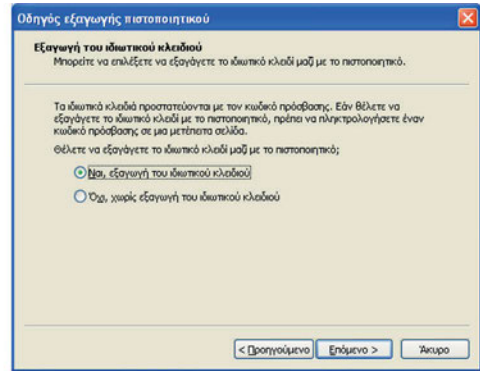 Οδηγός εξαγωγής πιστοποιητικού
Εξαγωγή του ιδιωτικού κλειδιού
Μπορείτε να επιλέξετε να εξαγάγετε το ιδιωτικό κλειδί μαζί με το πιστοποιητικό.
Τα ιδιωτικά κλειδιά προστατεύονται με τον κωδικό πρόσβασης. Εάν θέλετε να
εξαγάγετε το ιδιωτικό κλειδί με το πιστοποιητικό, πρέπει να πληκτρολογήσετε έναν
κωδικό πρόσβασης σε μια μετέπειτα σελίδα.
Θέλετε να εξαγάγετε το ιδιωτικό κλειδί μαζί με το πιστοποιητικό;
Ναι, εξαγωγή του ιδιωτικού κλειδιού
Όχι, χωρίς εξαγωγή του ιδιωτικού κλειδιού
< Προηγούμενο Επόμενο > Άκυρο